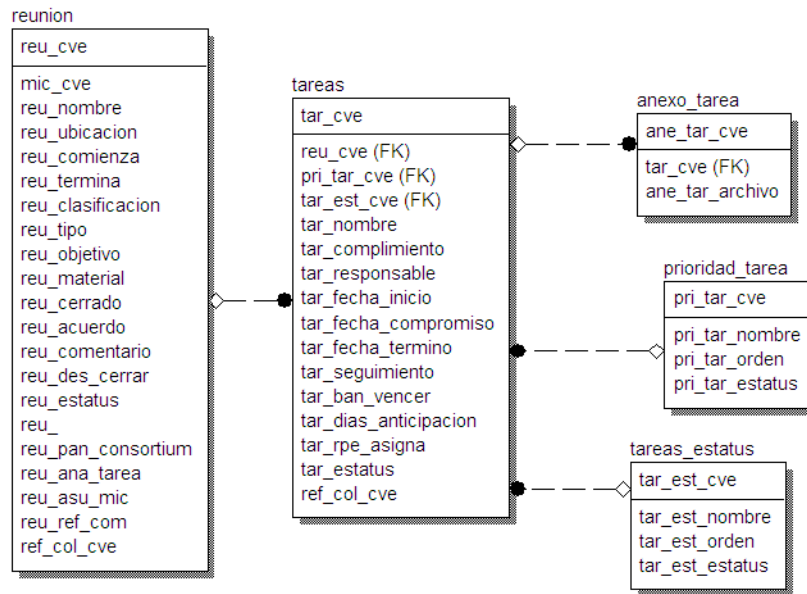 reunion
reu_cve
mic_cve
reu_nombre
reu_ubicacion
reu_comienza
reu_termina
reu_clasificacion
reu_tipo
reu_objetivo
reu_material
reu_cerrado
reu_acuerdo
reu_comentario
reu_des_cerrar
reu_estatus
reu_
reu_pan_consortium
reu_ana_tarea
reu_asu_mic
reu_ref_com
ref_col_cve
tareas
tar_cve
reu_cve (FK)
pri_tar_cve (FK)
tar_est_cve (FK)
tar_nombre
tar_complimiento
tar_responsable
tar_fecha_inicio
tar_fecha_compromiso
tar_fecha_termino
tar_seguimiento
tar_ban_vencer
tar_dias_anticipacion
tar_rpe_asigna
tar_estatus
ref_col_cve
anexo_tarea
ane_tar_cve
tar_cve (FK)
ane_tar_archivo
prioridad_tarea
pri_tar_cve
pri_tar_nombre
pri_tar_orden
pri_tar_estatus
tareas_estatus
tar_est_cve
tar_est_nombre
tar_est_orden
tar_est_estatus